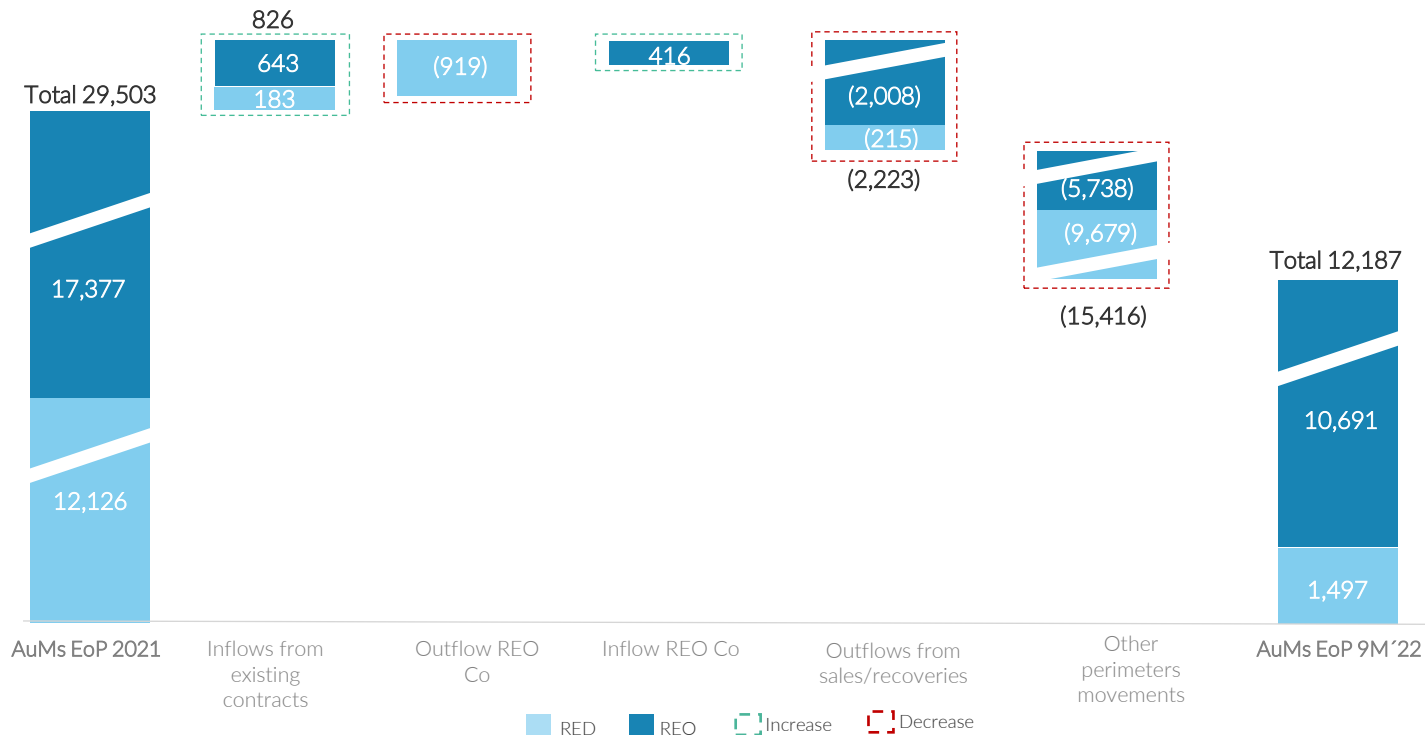 826
643
183
(919)
416
(2,008)
(215)
(2,223)
(5,738)
(9,679)
(15,416)
Total 29,503
17,377
12,126
Total 12,187
10,691
1,497
AuMs EoP 2021
Inflows from
existing
contracts
Outflow REO
Co
Inflow REO Co
Outflows from
sales/recoveries
Other
perimeters
movements
AuMs EoP 9M´22
RED
REO
Increase
Decrease